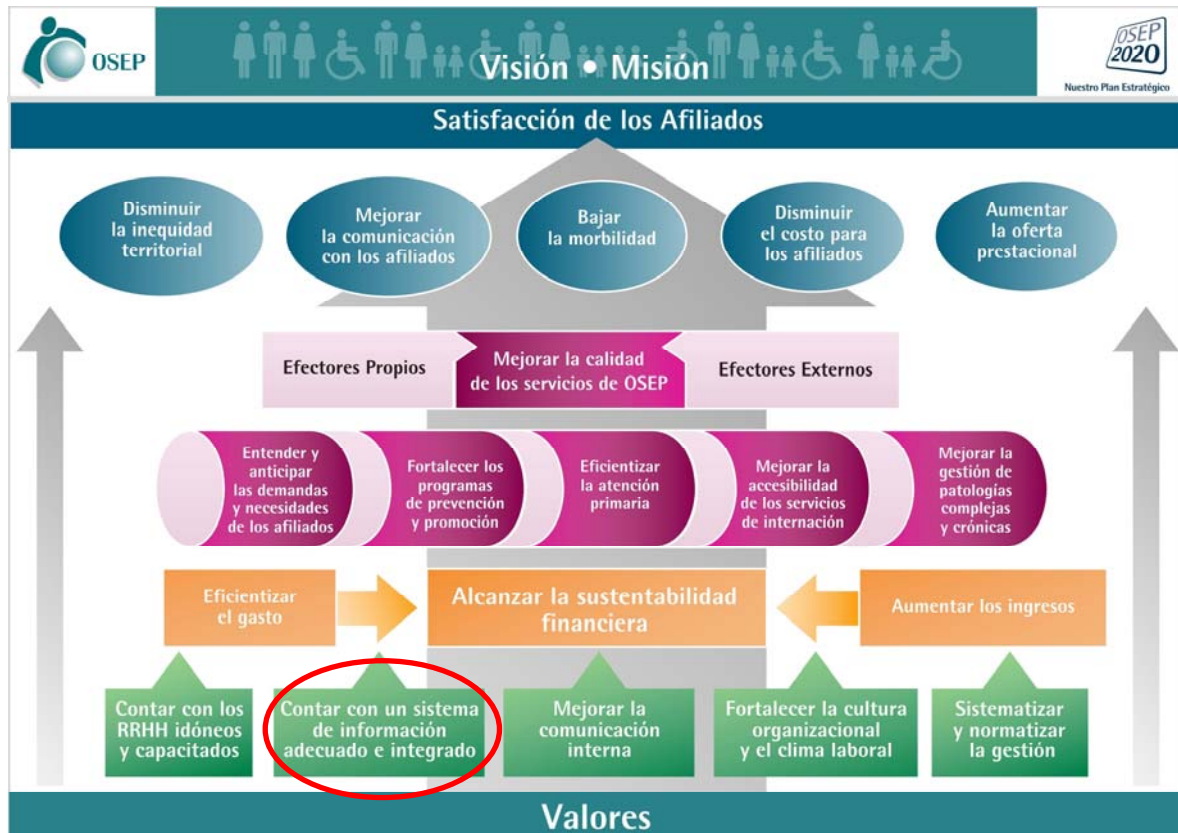 OSEP
Visión • Misión
OSEP
2020
Nuestro Plan Estratégico
Satisfacción de los Afiliados
Disminuir
la inequidad
territorial
Mejorar
la comunicación
con los afiliados
Bajar
la morbilidad
Disminuir
el costo para
los afiliados
Aumentar
la oferta
prestacional
Efectores Propios
Mejorar la calidad
de los servicios de OSEP
Efectores Externos
Entender y
anticipar
las demandas
y necesidades
de los afiliados
Fortalecer los
programas
de prevención
y promoción
Eficientizar
la atención
primaria
Mejorar la
accesibilidad
de los servicios
de internación
Mejorar la
gestión de
patologías
complejas
y crónicas
Eficientizar
el gasto
Alcanzar la sustentabilidad
financiera
Aumentar los ingresos
Contar con los
RRHH idóneos
y capacitados
Contar con un sistema
de información
adecuado e integrado
Mejorar la
comunicación
interna
Fortalecer la cultura
organizacional
y el clima laboral
Sistematizar
y normatizar
la gestión
Valores